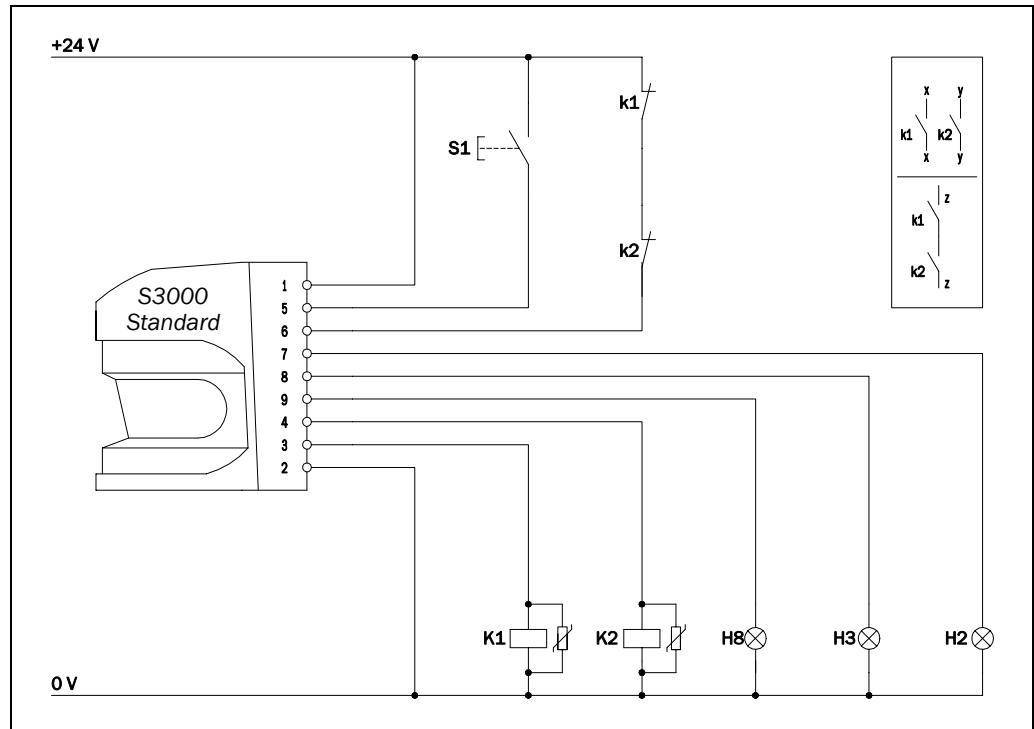 +24 V
k1
S1
k2
x y
k1 k2
x y
z
k1
k2
z
S3000
Standard
1
5
6
7
8
9
4
3
2
K1
K2
H8
H3
H2
0 V